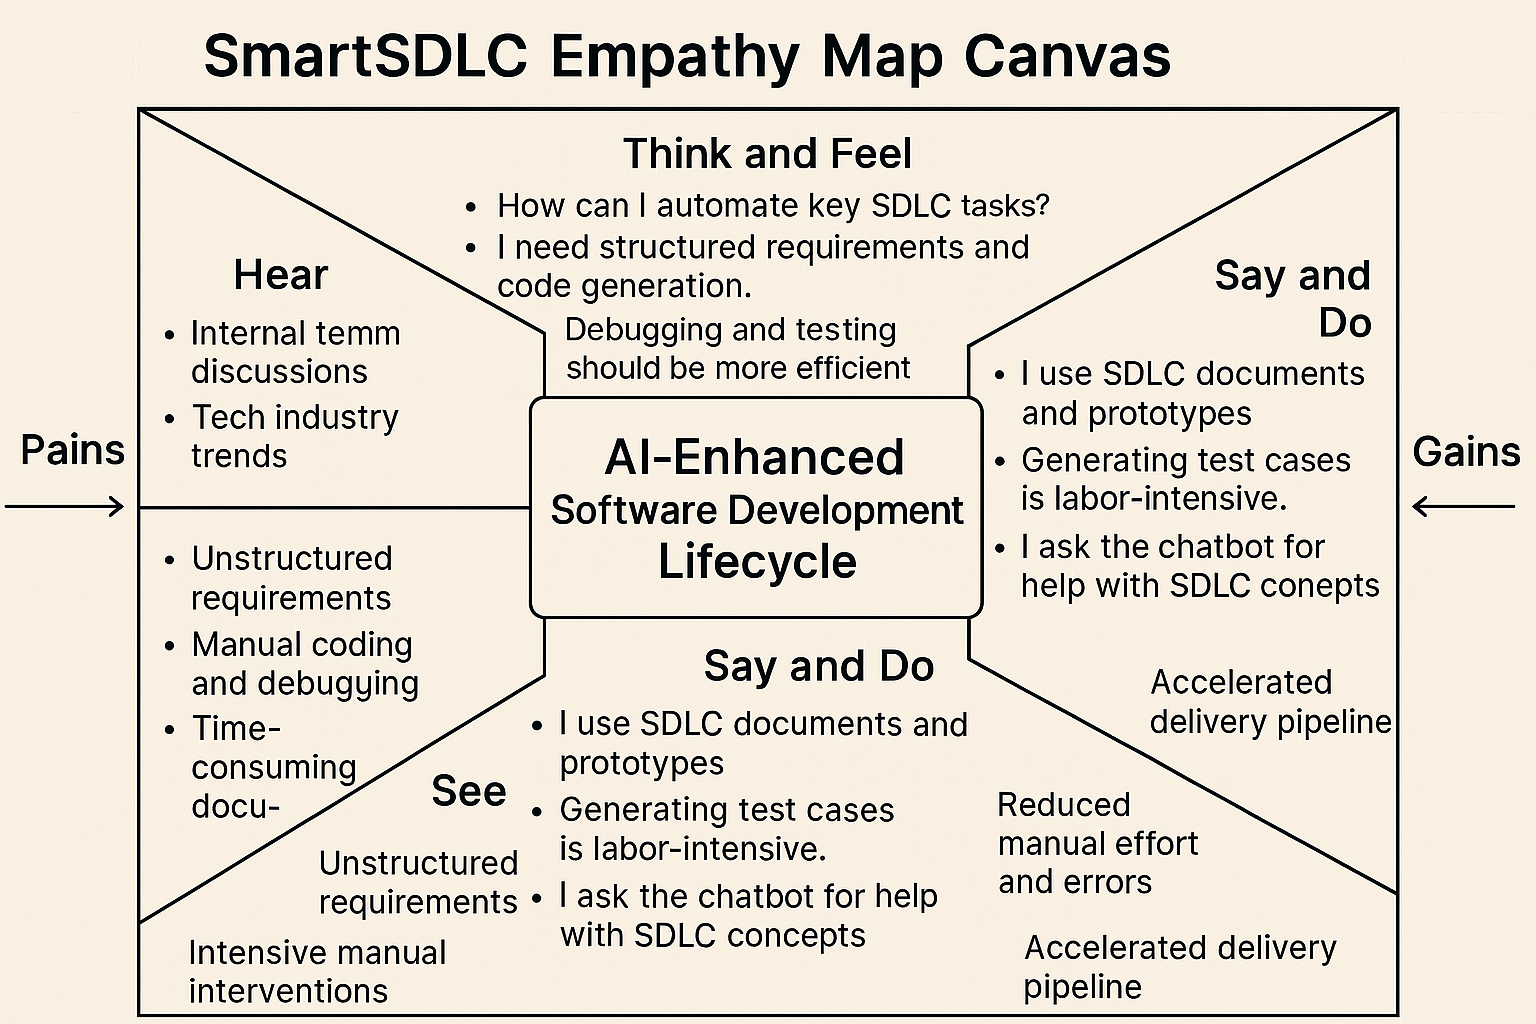 SmartSDLC Empathy Map Canvas
Think and Feel
• How can I automate key SDLC tasks?
• I need structured requirements and
code generation.
Debugging and testing
should be more efficient
Hear
• Internal temm
discussions
• Tech industry
trends
Pains
• Unstructured
requirements
• Manual coding
and debugying
• Time-
consuming
docu-
AI-Enhanced
Software Development
Lifecycle
Say and
Do
• I use SDLC documents
and prototypes
• Generating test cases
is labor-intensive.
• I ask the chatbot for
help with SDLC conepts
Gains
Accelerated
delivery pipeline
See
Unstructured
requirements
Intensive manual
interventions
Say and Do
• I use SDLC documents and
prototypes
• Generating test cases
is labor-intensive.
• I ask the chatbot for help
with SDLC concepts
Reduced
manual effort
and errors
Accelerated delivery
pipeline